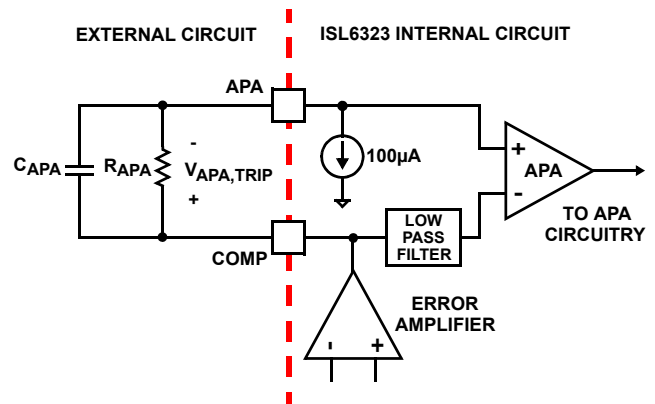 EXTERNAL CIRCUIT
ISL6323 INTERNAL CIRCUIT
APA
CAPA
RAPA
-
VAPA,TRIP
+
100µA
+
APA
-
TO APA
CIRCUITRY
LOW
PASS
FILTER
COMP
ERROR
AMPLIFIER
- +